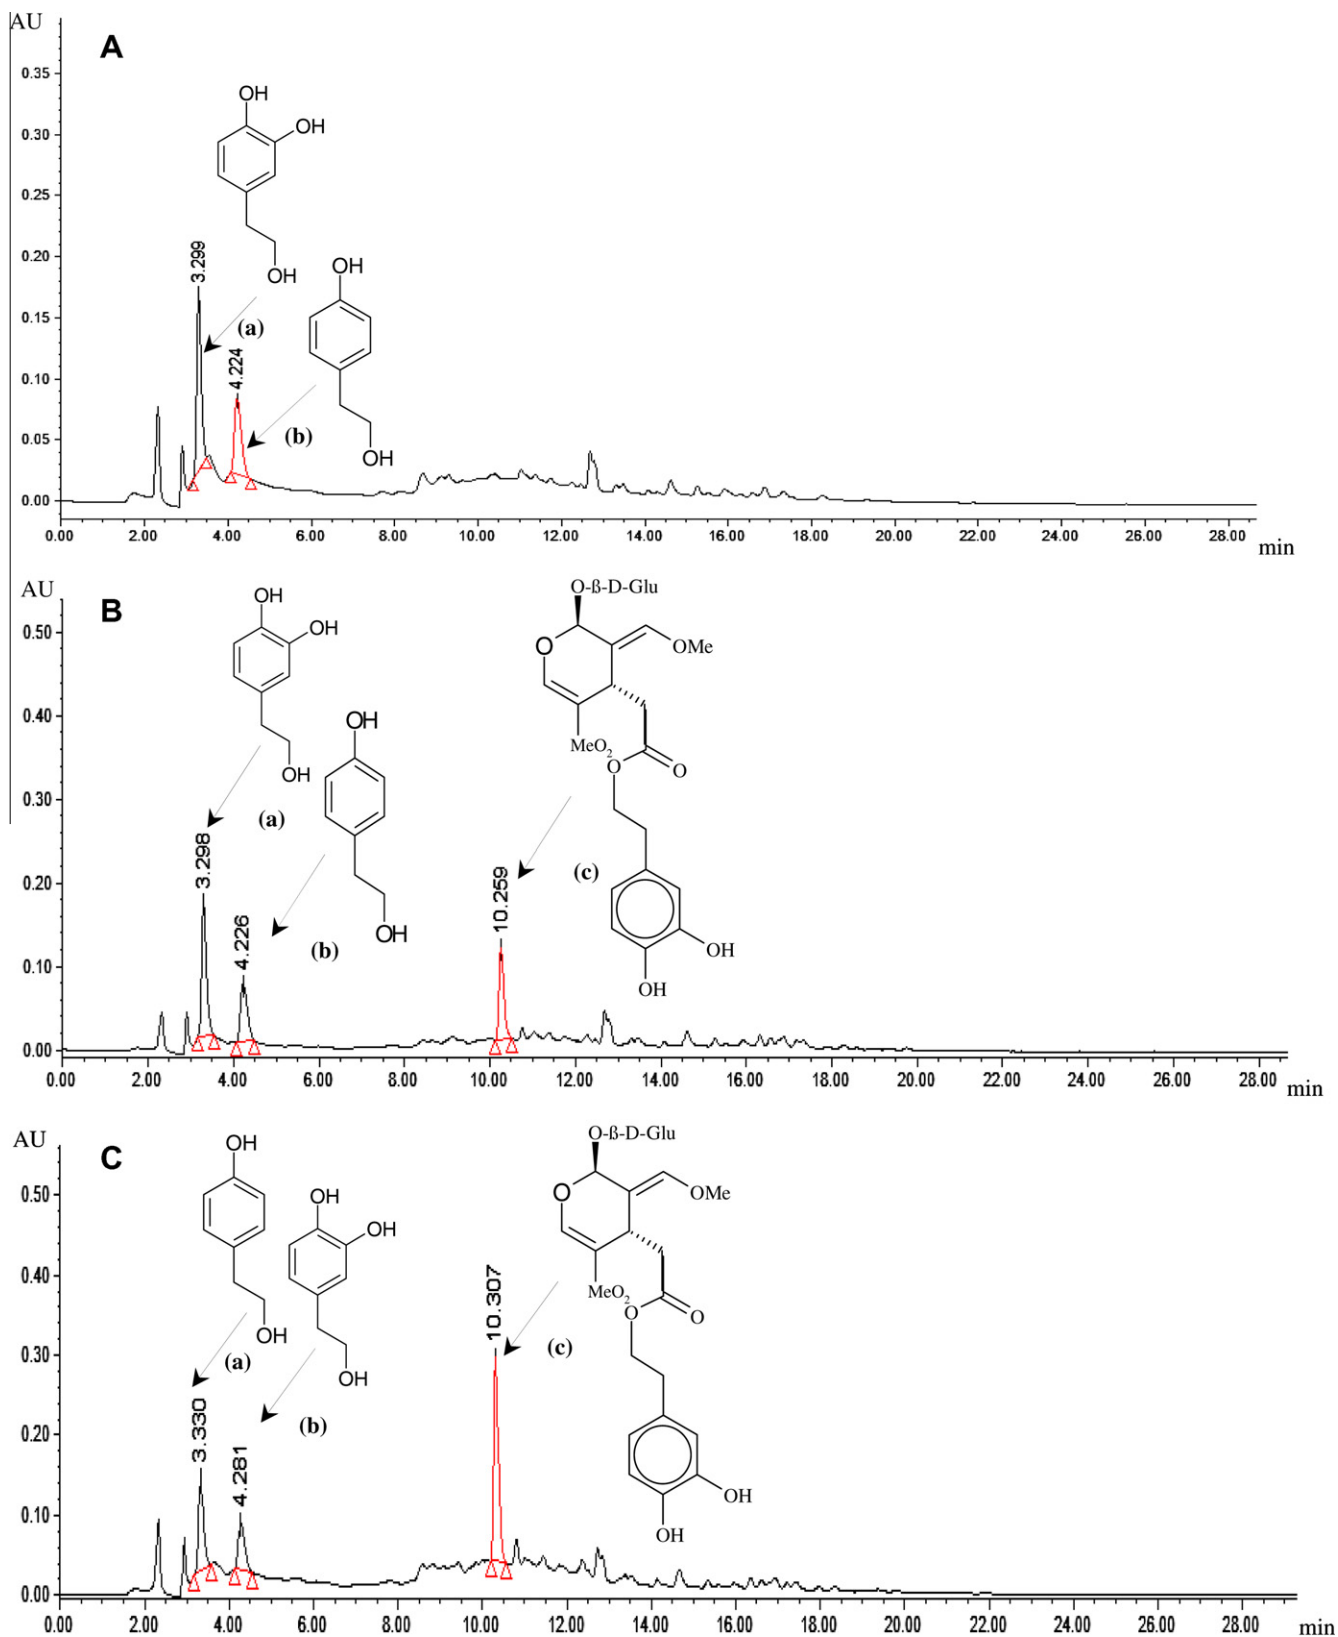 AU
A
0.35
0.30
0.25
0.20
0.15
0.10
0.05
0.00
OH
OH
OH
3.299
(a)
OH
OH
4.224
(b)
0.00 2.00 4.00 6.00 8.00 10.00 12.00 14.00 16.00 18.00 20.00 22.00 24.00 26.00 28.00
min
AU
B
0.50
0.40
0.30
0.20
0.10
0.00
OH
OH
OH
3.298
(a)
OH
OH
4.226
(b)
O-ß-D-Glu
O
OMe
MeO2
O
O
10.259
(c)
OH
OH
0.00 2.00 4.00 6.00 8.00 10.00 12.00 14.00 16.00 18.00 20.00 22.00 24.00 26.00 28.00
min
AU
C
0.50
0.40
0.30
0.20
0.10
0.00
OH
OH
3.330
(a)
OH
OH
OH
4.281
(b)
O-ß-D-Glu
O
OMe
MeO2
O
O
10.307
(c)
OH
OH
0.00 2.00 4.00 6.00 8.00 10.00 12.00 14.00 16.00 18.00 20.00 22.00 24.00 26.00 28.00
min